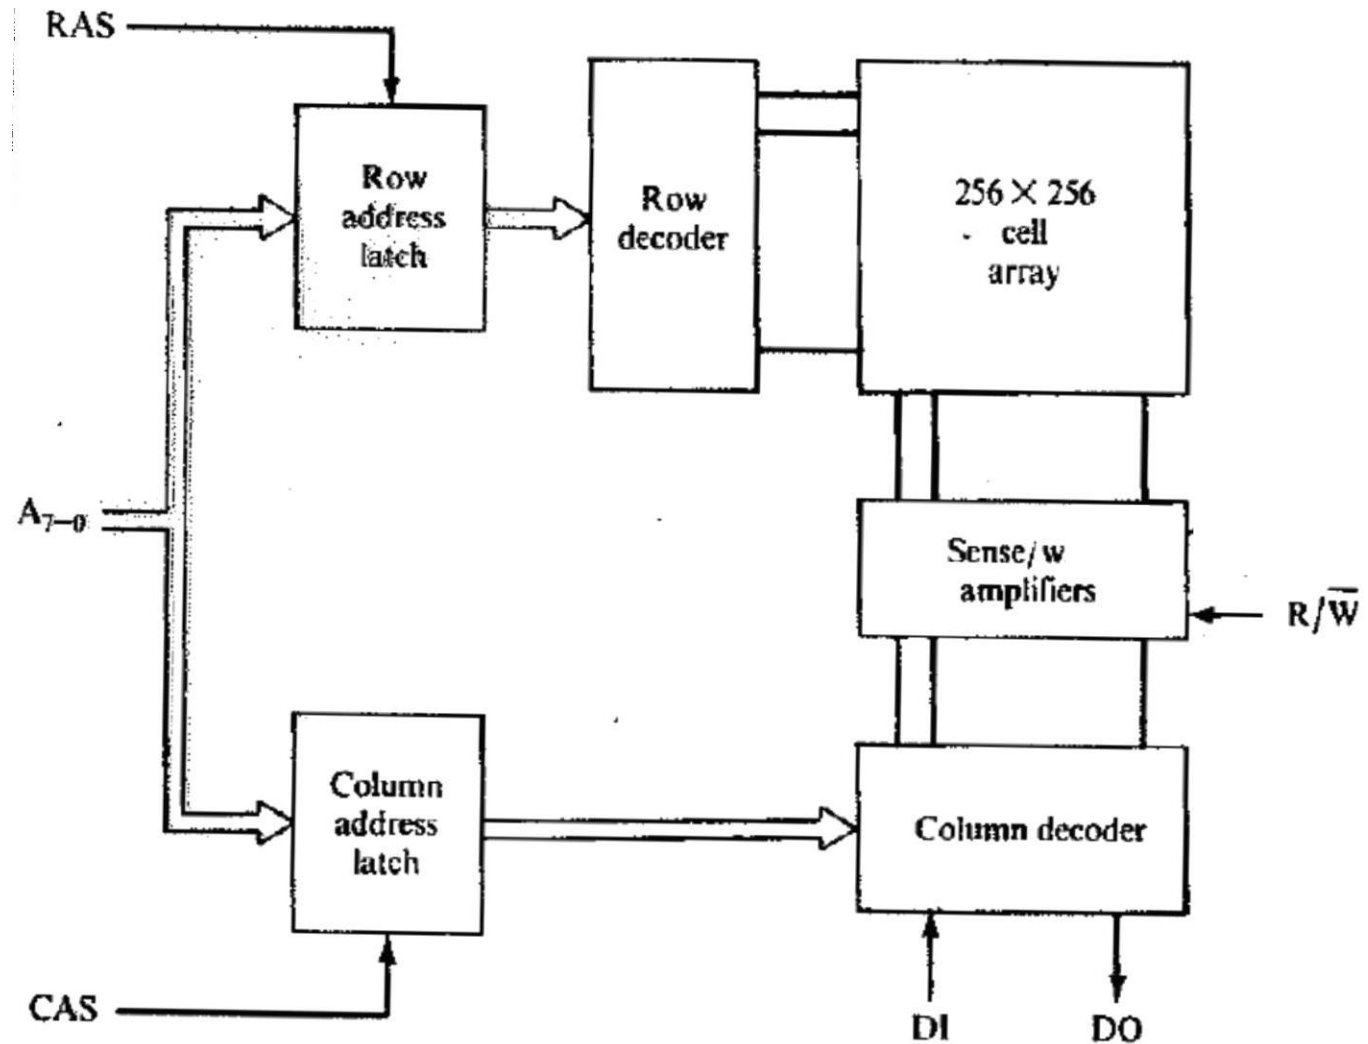 RAS
Row
address
latch
Row
decoder
256 × 256
cell
array
A₇₋₀
Sense/w
amplifiers
R/W̅
Column
address
latch
Column decoder
CAS
DI
DO